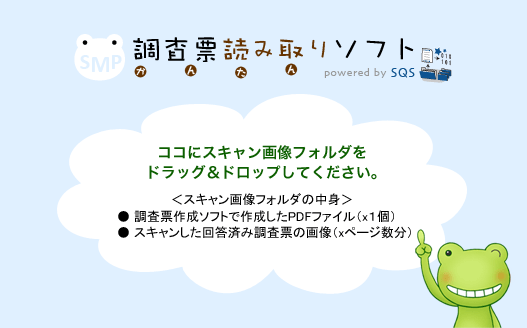 SMP
調査票読み取りソフト
かんたん
powered by SQS
ココにスキャン画像フォルダを
ドラッグ&ドロップしてください。
＜スキャン画像フォルダの中身＞
● 調査票作成ソフトで作成したPDFファイル（x１個）
● スキャンした回答済み調査票の画像（xページ数分）